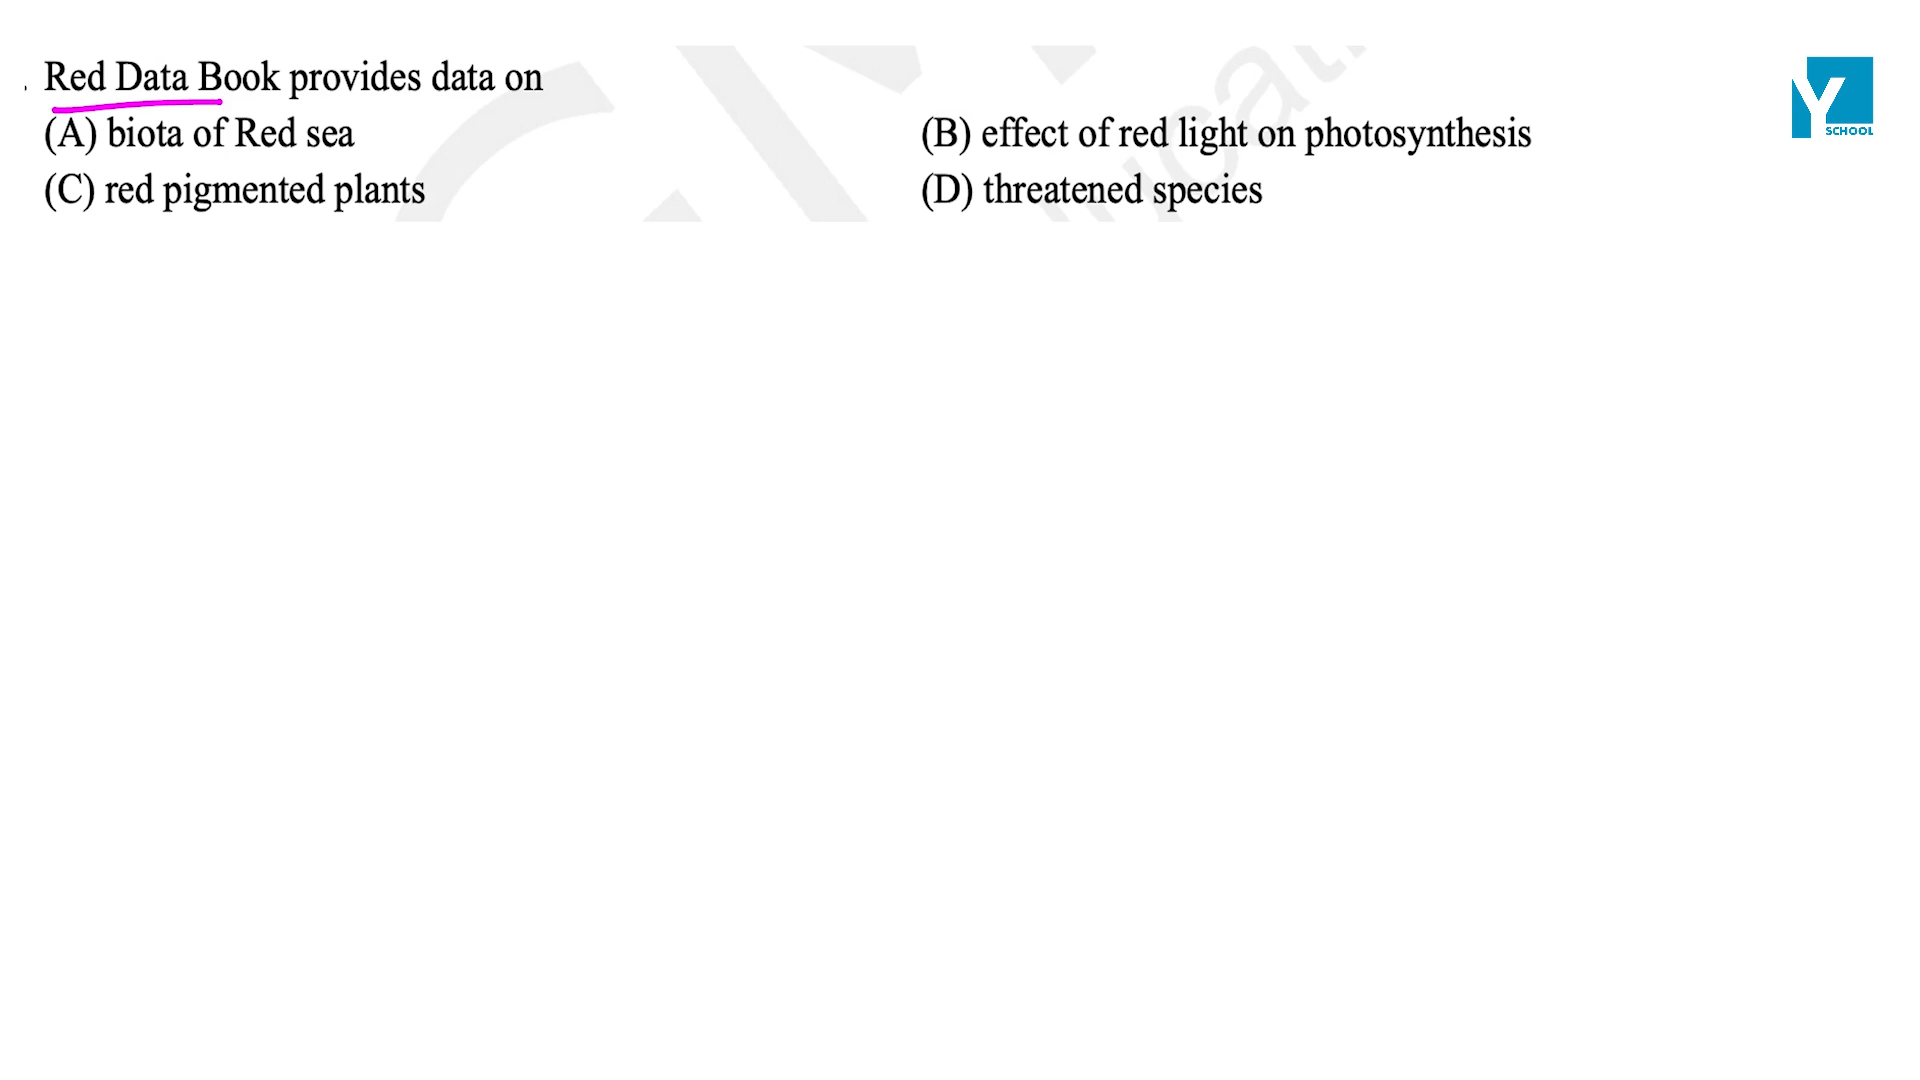 Red Data Book provides data on
(A) biota of Red sea
(B) effect of red light on photosynthesis
(C) red pigmented plants
(D) threatened species
Y
SCHOOL